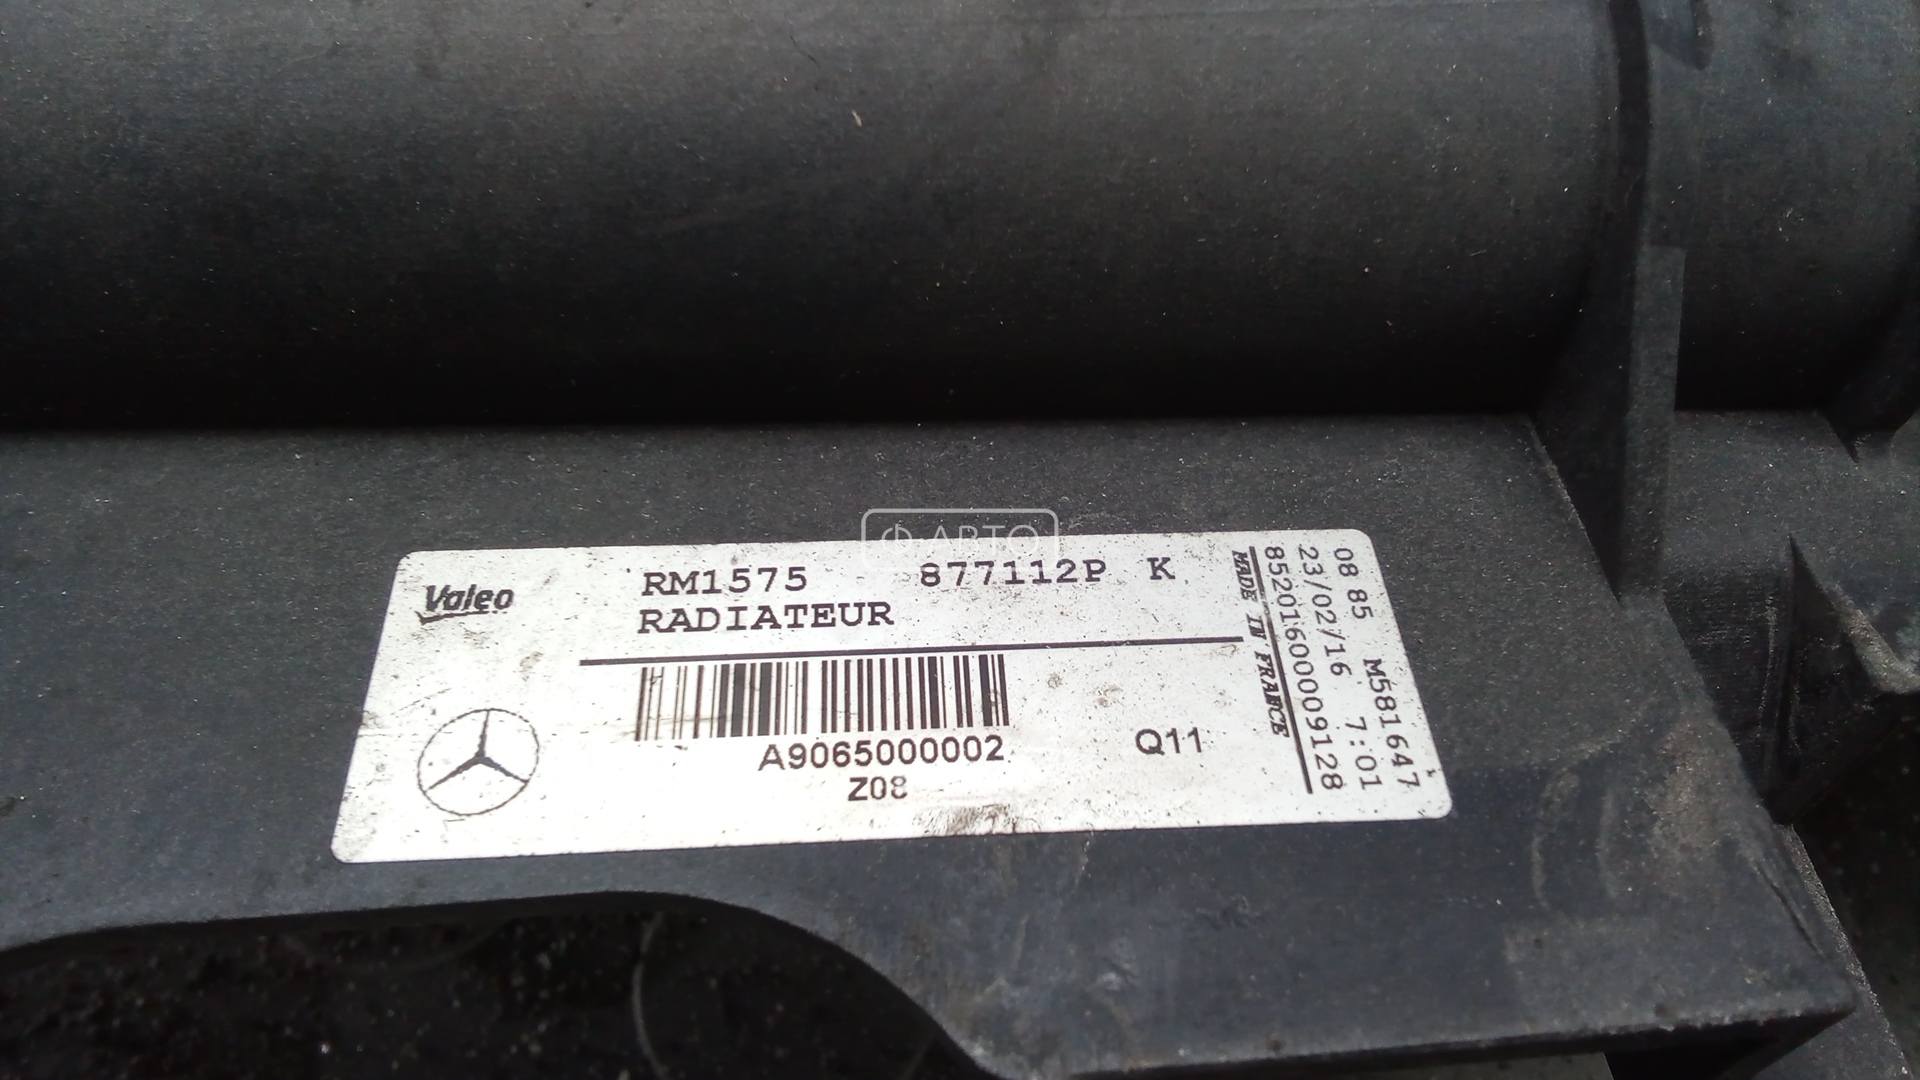 ф АВТО
Valeo
RM1575 877112P K
RADIATEUR
A9065000002
Z08
Q11
MADE IN FRANCE
85201600009128
23/02/16 7:01
08 85 M581647